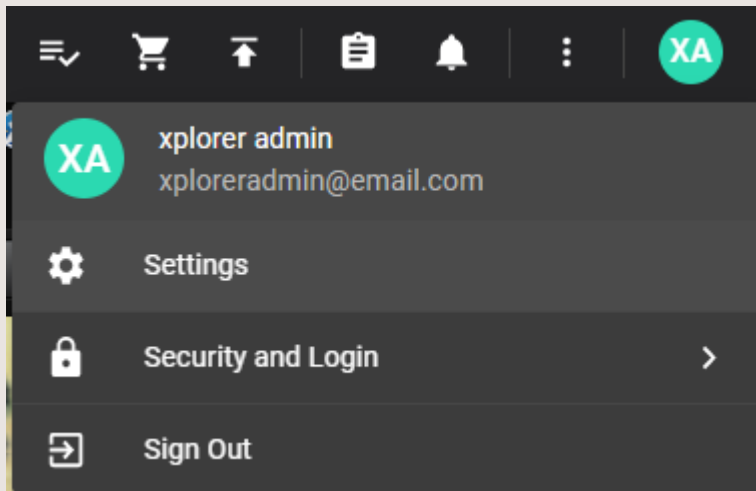 XA
XA
xplorer admin
xploreradmin@email.com
Settings
Security and Login
Sign Out